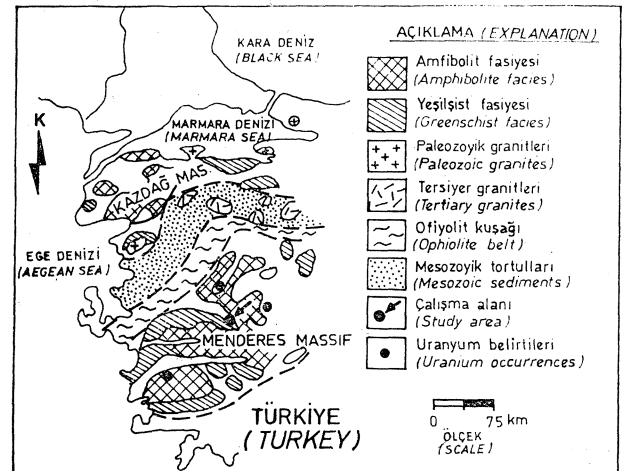 KARA DENİZ
(BLACK SEA)
K
MARMARA DENİZİ
(MARMARA SEA)
KAZDAĞ MAS.
EGE DENİZİ
(AEGEAN SEA)
MENDERES MASSIF
TÜRKİYE
(TURKEY)
AÇIKLAMA (EXPLANATION)
Amfibolit fasiyesi
(Amphibolite facies)
Yeşilşist fasiyesi
(Greenschist facies)
Paleozoyik granitleri
(Paleozoic granites)
Tersiyer granitleri
(Tertiary granites)
Ofiyolit kuşağı
(Ophiolite belt)
Mesozoyik tortulları
(Mesozoic sediments)
Çalışma alanı
(Study area)
Uranyum belirtileri
(Uranium occurrences)
0 75 km
ÖLÇEK
(SCALE)